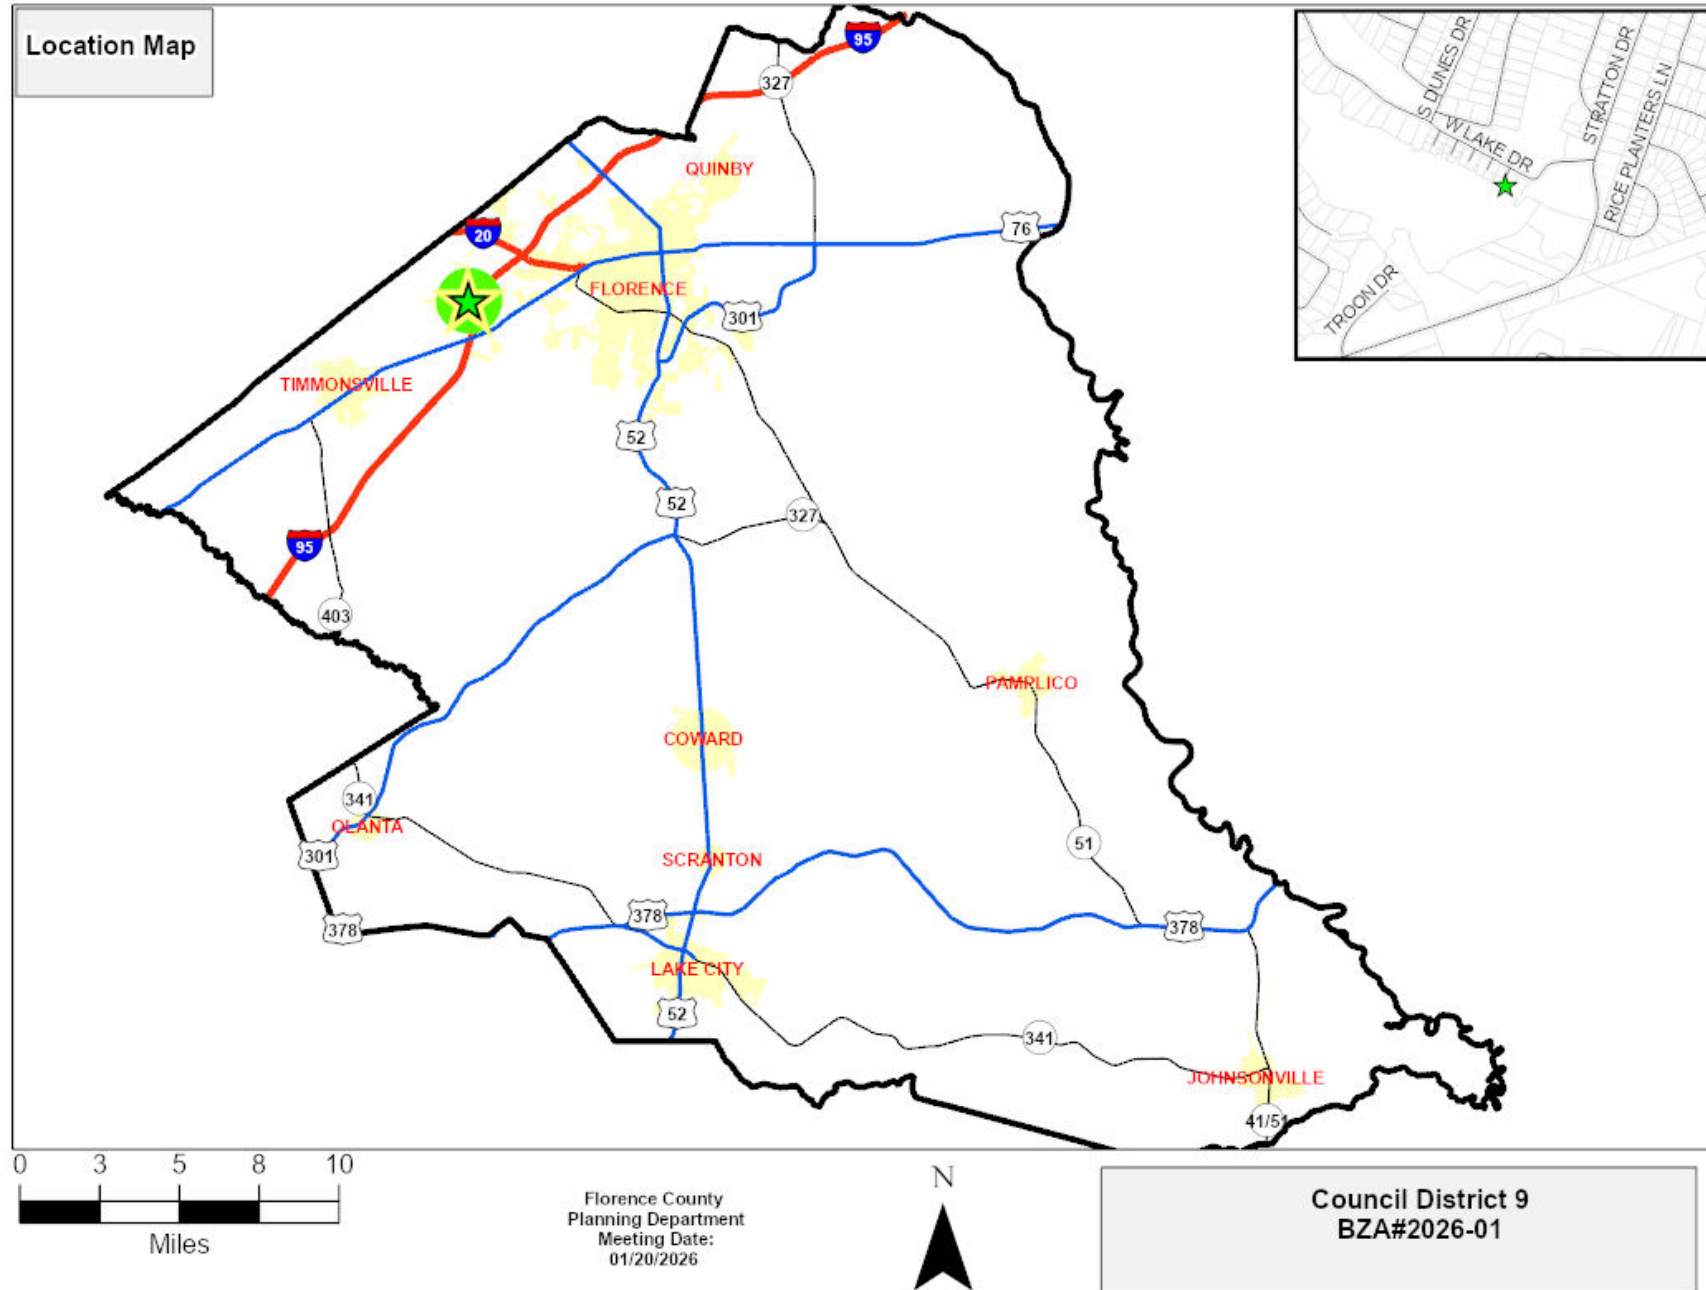 Location Map
95
327
S DUNES DR
STRATTON DR
RICE PLANTERS LN
W LAKE DR
TROON DR
QUINBY
20
76
FLORENCE
301
TIMMONSVILLE
52
52
327
95
403
PAMPLICO
COWARD
341
OLANTA
301
51
SCRANTON
378
378
378
LAKE CITY
52
341
JOHNSONVILLE
41/51
0 3 5 8 10
Miles
Florence County
Planning Department
Meeting Date:
01/20/2026
N
Council District 9
BZA#2026-01